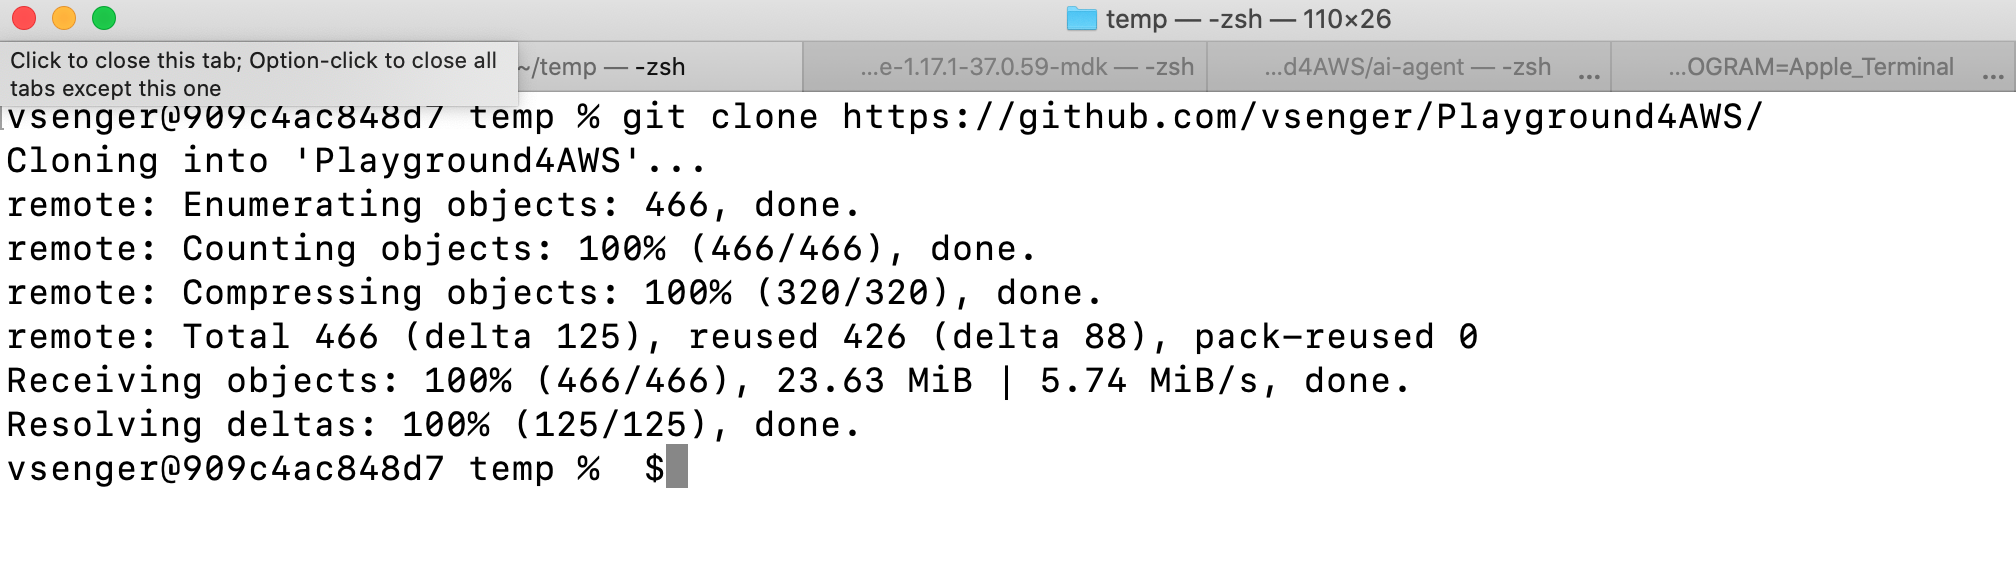 temp — -zsh — 110×26
Click to close this tab; Option-click to close all
tabs except this one
~/temp — -zsh
...e-1.17.1-37.0.59-mdk — -zsh
...d4AWS/ai-agent — -zsh ...
...OGRAM=Apple_Terminal ...
vsenger@909c4ac848d7 temp % git clone https://github.com/vsenger/Playground4AWS/
Cloning into 'Playground4AWS'...
remote: Enumerating objects: 466, done.
remote: Counting objects: 100% (466/466), done.
remote: Compressing objects: 100% (320/320), done.
remote: Total 466 (delta 125), reused 426 (delta 88), pack-reused 0
Receiving objects: 100% (466/466), 23.63 MiB | 5.74 MiB/s, done.
Resolving deltas: 100% (125/125), done.
vsenger@909c4ac848d7 temp %  $